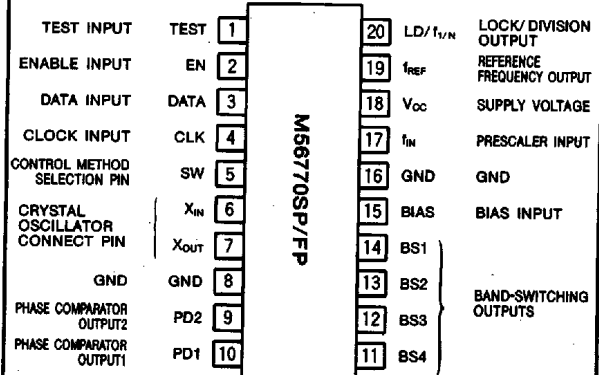 TEST INPUT TEST 1 20 LD/f1/N LOCK/DIVISION OUTPUT
ENABLE INPUT EN 2 19 fREF REFERENCE FREQUENCY OUTPUT
DATA INPUT DATA 3 18 Vcc SUPPLY VOLTAGE
CLOCK INPUT CLK 4 17 fIN PRESCALER INPUT
CONTROL METHOD SELECTION PIN SW 5 16 GND GND
CRYSTAL OSCILLATOR CONNECT PIN XIN 6 15 BIAS BIAS INPUT
XOUT 7 14 BS1
GND GND 8 13 BS2
BAND-SWITCHING OUTPUTS
PHASE COMPARATOR OUTPUT2 PD2 9 12 BS3
PHASE COMPARATOR OUTPUT1 PD1 10 11 BS4
M56770SP/FP